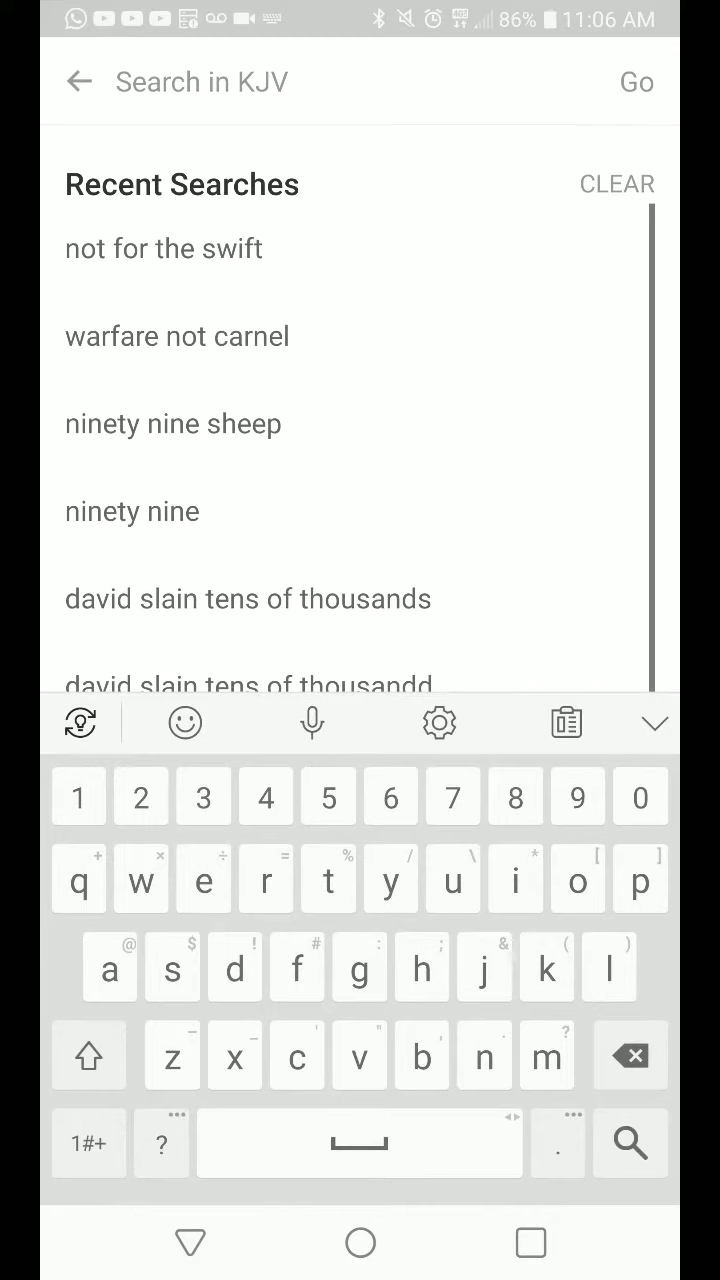 86% 11:06 AM
Search in KJV Go
Recent Searches CLEAR
not for the swift
warfare not carnel
ninety nine sheep
ninety nine
david slain tens of thousands
david slain tens of thousandd
1 2 3 4 5 6 7 8 9 0
+ × ÷ = % / \ * [ ]
q w e r t y u i o p
@ $ ! # : ; & ( )
a s d f g h j k l
z x c v b n m
1#+ ? .